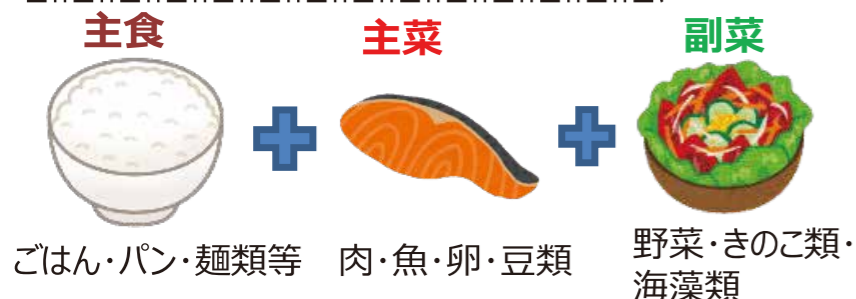 主食
主菜
副菜
ごはん・パン・麺類等
肉・魚・卵・豆類
野菜・きのこ類・
海藻類